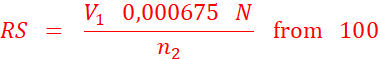 RS = V₁ 0,000675 N / n₂ from 100